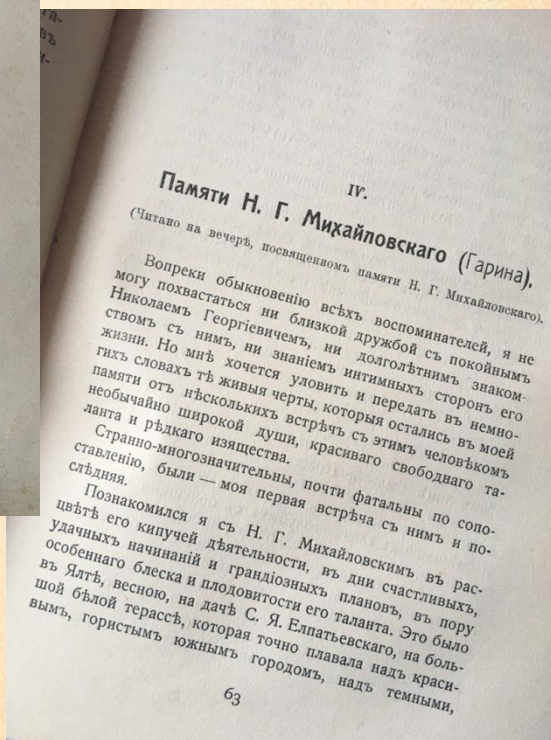 та-
въ
и-
IV.
Памяти Н. Г. Михайловскаго (Гарина).
(Читано на вечерѣ, посвященномъ памяти Н. Г. Михайловскаго).
Вопреки обыкновенію всѣхъ воспоминателей, я не
могу похвастаться ни близкой дружбой съ покойнымъ
Николаемъ Георгіевичемъ, ни долголѣтнимъ знаком-
ствомъ съ нимъ, ни знаніемъ интимныхъ сторонъ его
жизни. Но мнѣ хочется уловить и передать въ немно-
гихъ словахъ тѣ живыя черты, которыя остались въ моей
памяти отъ нѣсколькихъ встрѣчъ съ этимъ человѣкомъ
необычайно широкой души, красиваго свободнаго та-
ланта и рѣдкаго изящества.
Странно-многозначительны, почти фатальны по сопо-
ставленію, были — моя первая встрѣча съ нимъ и по-
слѣдняя.
Познакомился я съ Н. Г. Михайловскимъ въ рас-
цвѣтѣ его кипучей дѣятельности, въ дни счастливыхъ,
удачныхъ начинаній и грандіозныхъ плановъ, въ пору
особеннаго блеска и плодовитости его таланта. Это было
въ Ялтѣ, весною, на дачѣ С. Я. Елпатьевскаго, на боль-
шой бѣлой терассѣ, которая точно плавала надъ краси-
вымъ, гористымъ южнымъ городомъ, надъ темными,
63